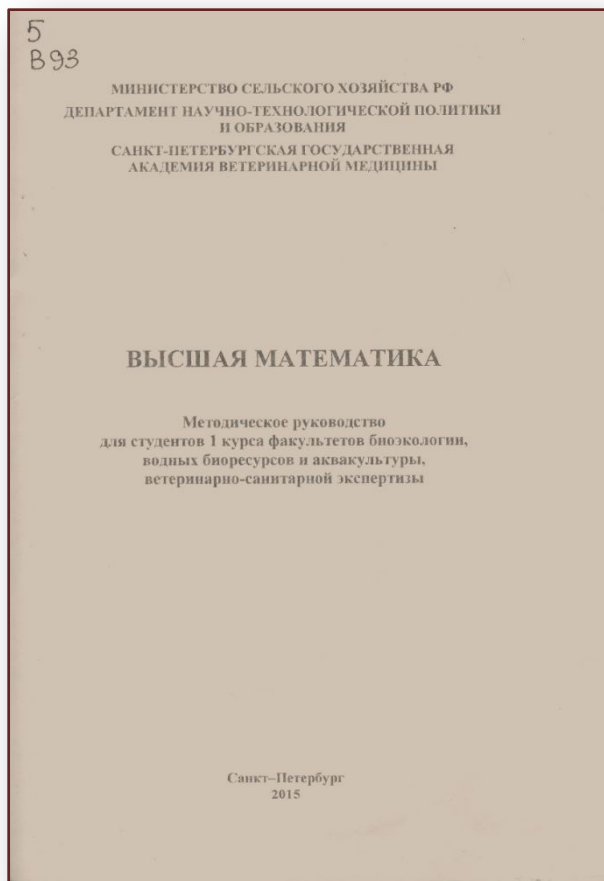 5
В93
МИНИСТЕРСТВО СЕЛЬСКОГО ХОЗЯЙСТВА РФ
ДЕПАРТАМЕНТ НАУЧНО-ТЕХНОЛОГИЧЕСКОЙ ПОЛИТИКИ
И ОБРАЗОВАНИЯ
САНКТ-ПЕТЕРБУРГСКАЯ ГОСУДАРСТВЕННАЯ
АКАДЕМИЯ ВЕТЕРИНАРНОЙ МЕДИЦИНЫ
ВЫСШАЯ МАТЕМАТИКА
Методическое руководство
для студентов 1 курса факультетов биоэкологии,
водных биоресурсов и аквакультуры,
ветеринарно-санитарной экспертизы
Санкт–Петербург
2015